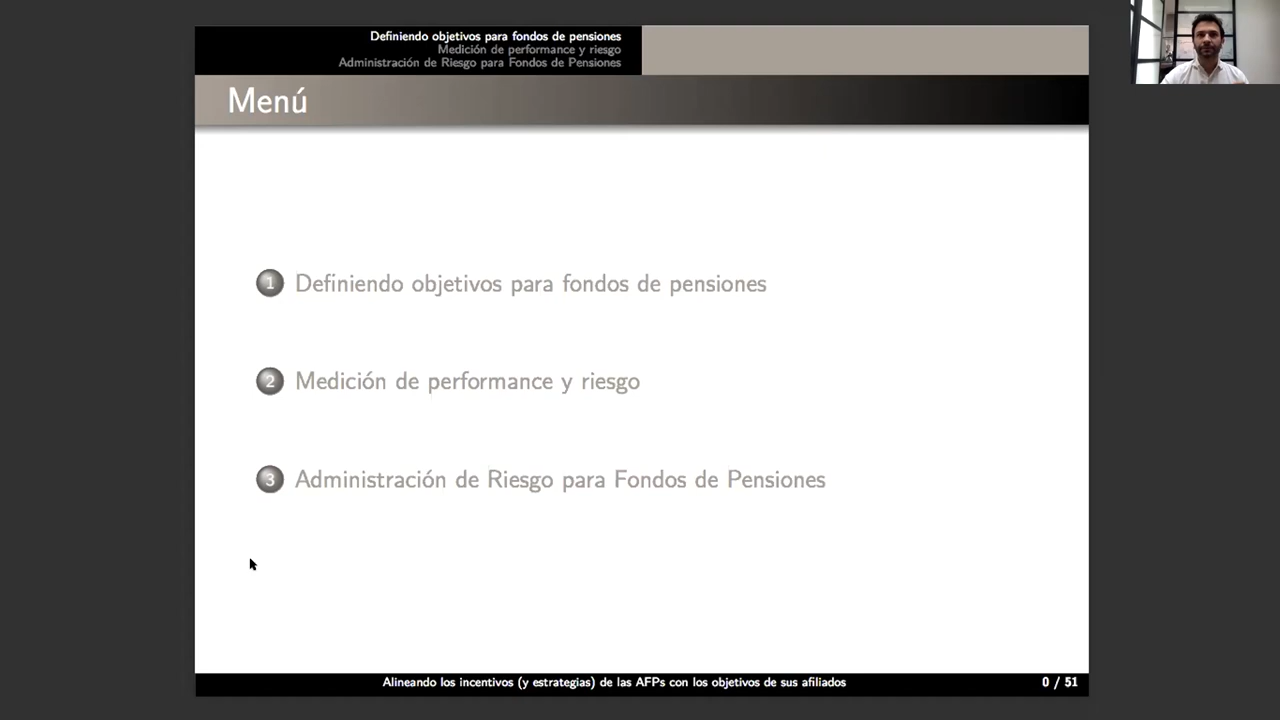 Definiendo objetivos para fondos de pensiones
Medición de performance y riesgo
Administración de Riesgo para Fondos de Pensiones
Menú
1 Definiendo objetivos para fondos de pensiones
2 Medición de performance y riesgo
3 Administración de Riesgo para Fondos de Pensiones
Alineando los incentivos (y estrategias) de las AFPs con los objetivos de sus afiliados 0 / 51